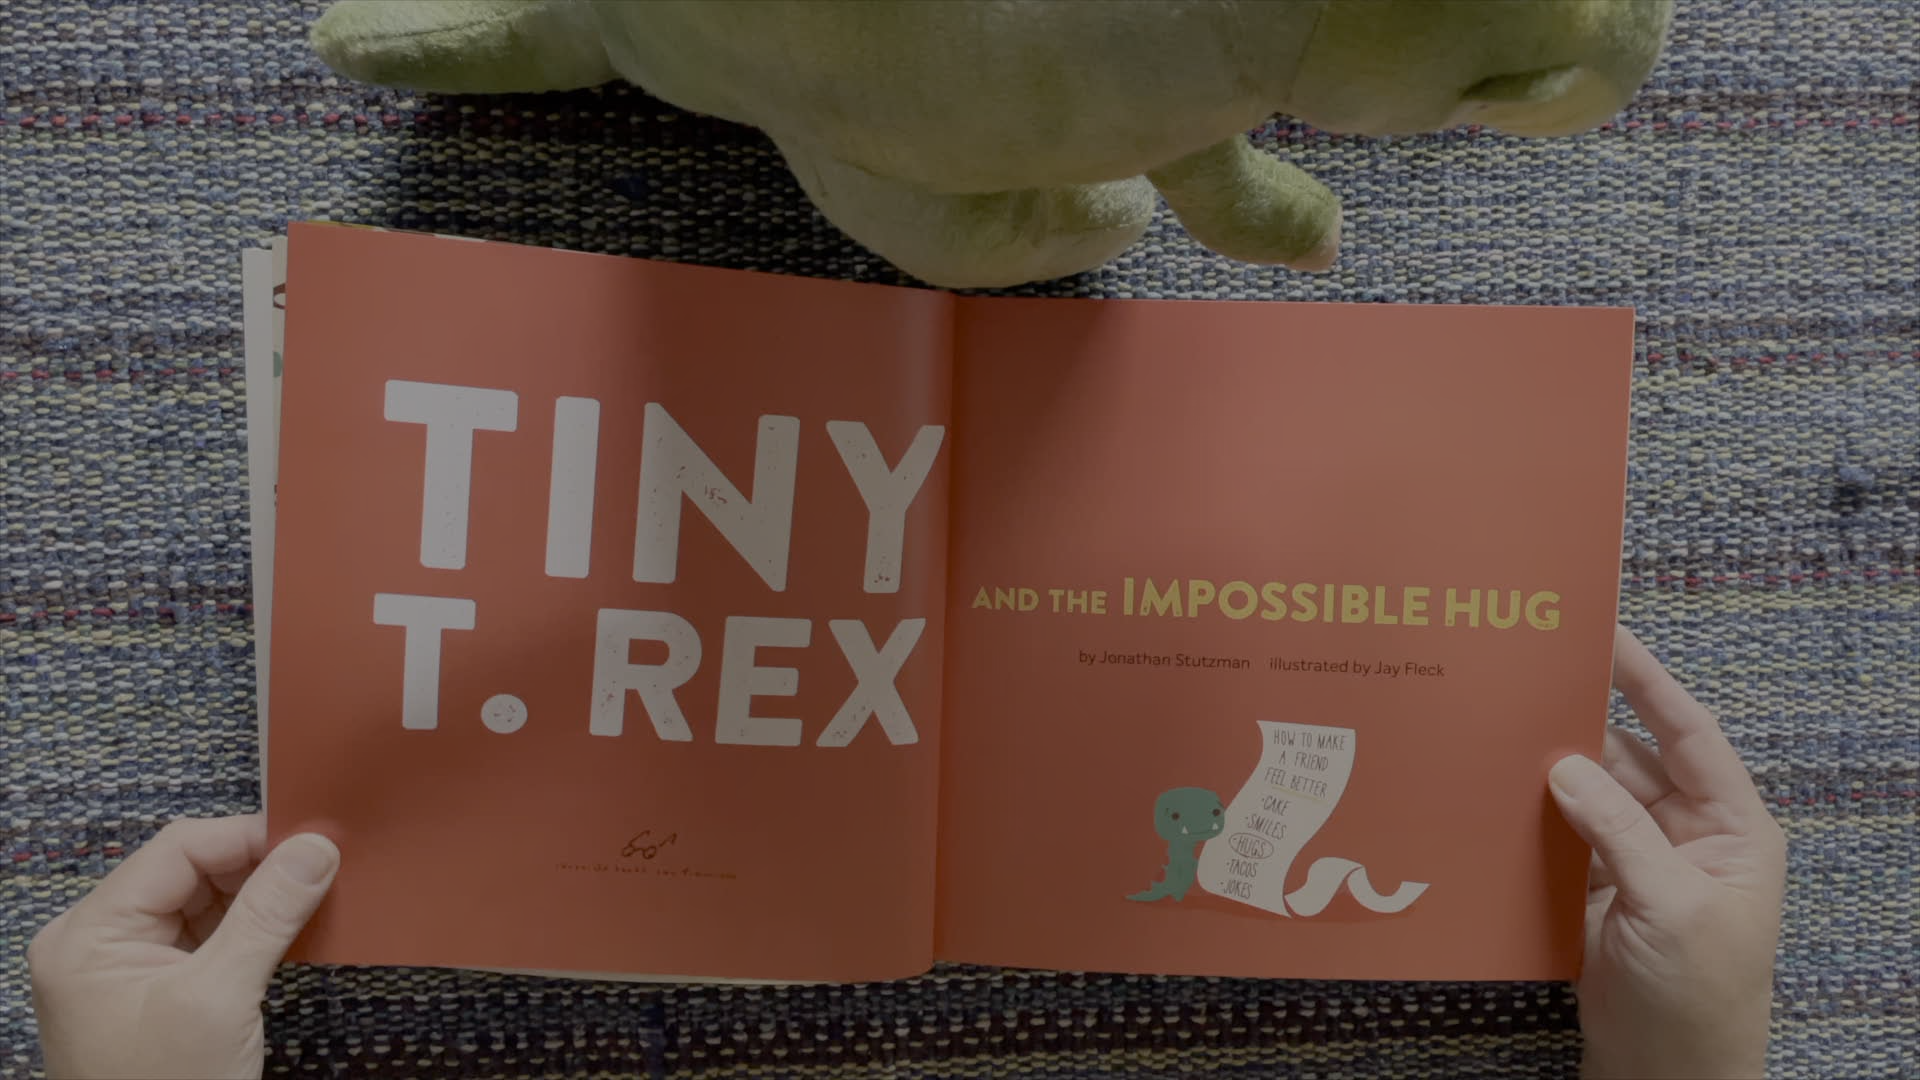 TINY
T. REX
AND THE IMPOSSIBLE HUG
by Jonathan Stutzman illustrated by Jay Fleck
HOW TO MAKE
A FRIEND
FEEL BETTER
•CAKE
•SMILES
•HUGS
•TACOS
•JOKES